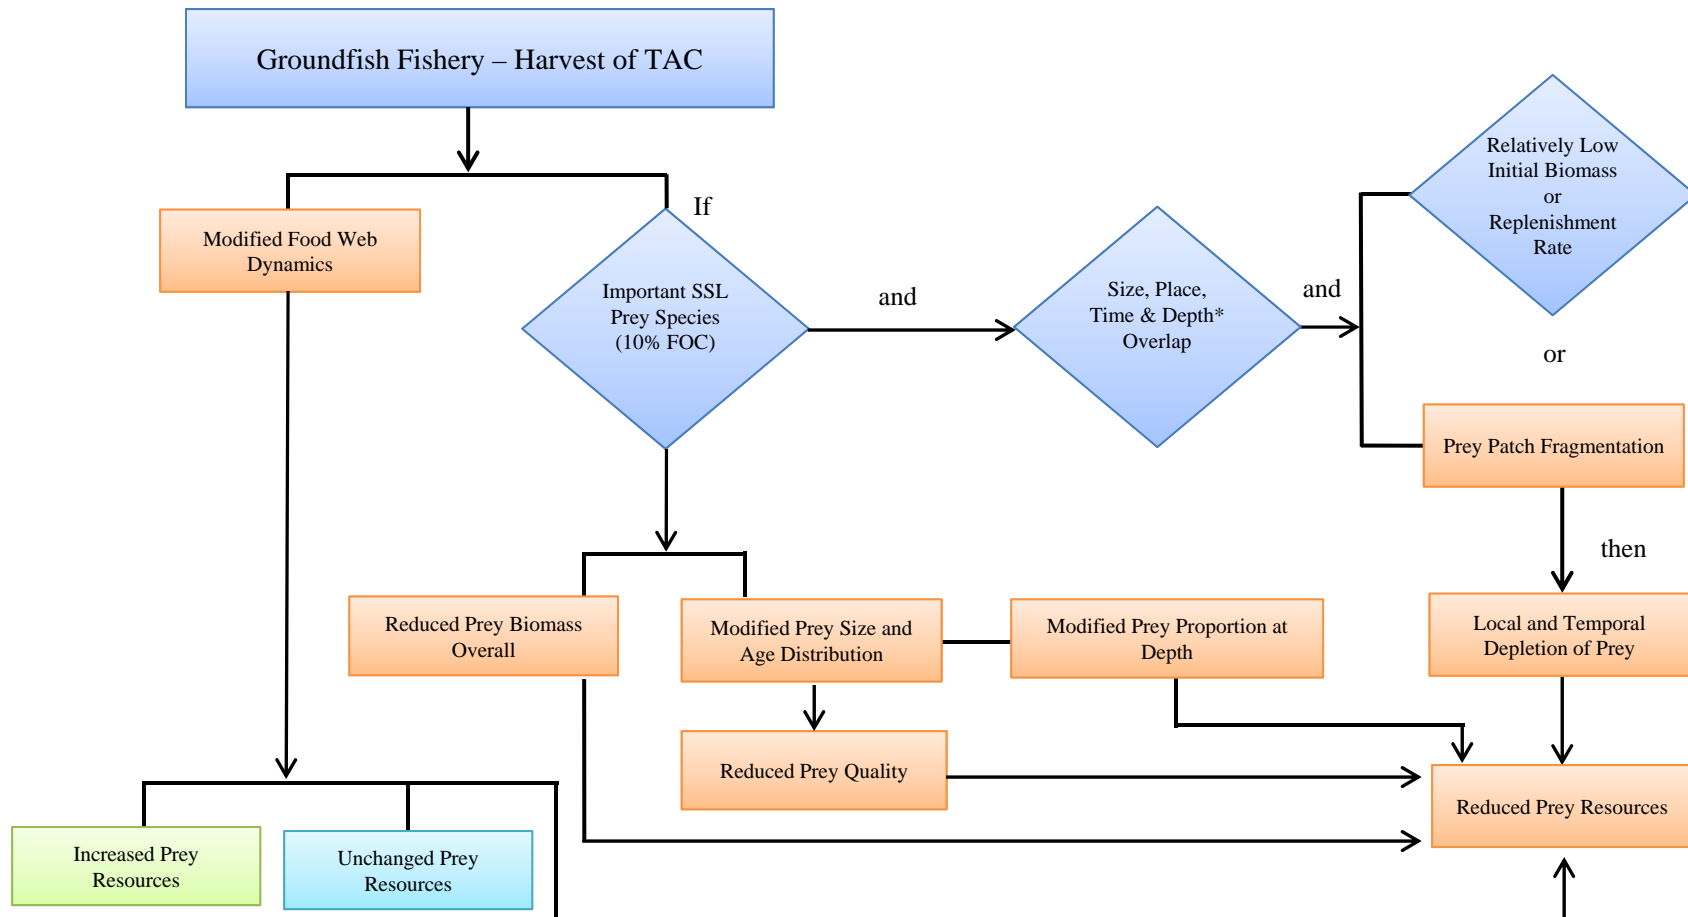 Groundfish Fishery – Harvest of TAC
Relatively Low
Initial Biomass
or
Replenishment
Rate
If
Modified Food Web
Dynamics
Important SSL
Prey Species
(10% FOC)
and
Size, Place,
Time & Depth*
Overlap
and
or
Prey Patch Fragmentation
then
Reduced Prey Biomass
Overall
Modified Prey Size and
Age Distribution
Modified Prey Proportion at
Depth
Local and Temporal
Depletion of Prey
Reduced Prey Quality
Reduced Prey Resources
Increased Prey
Resources
Unchanged Prey
Resources